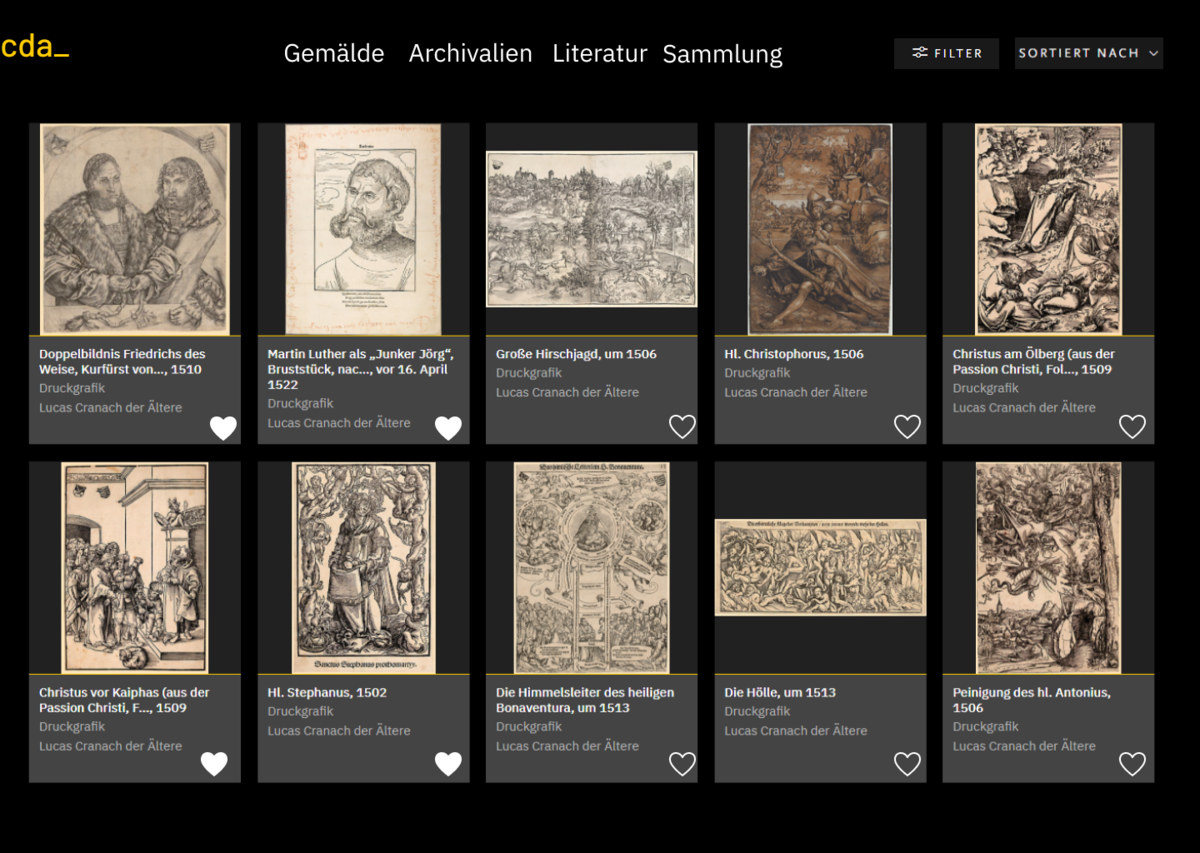 cda_
Gemälde Archivalien Literatur Sammlung
FILTER SORTIERT NACH
Doppelbildnis Friedrichs des
Weise, Kurfürst von..., 1510
Druckgrafik
Lucas Cranach der Ältere
Martin Luther als „Junker Jörg“,
Bruststück, nac..., vor 16. April
1522
Druckgrafik
Lucas Cranach der Ältere
Große Hirschjagd, um 1506
Druckgrafik
Lucas Cranach der Ältere
Hl. Christophorus, 1506
Druckgrafik
Lucas Cranach der Ältere
Christus am Ölberg (aus der
Passion Christi, Fol..., 1509
Druckgrafik
Lucas Cranach der Ältere
Sanctus Stephanus prothomartyr.
Christus vor Kaiphas (aus der
Passion Christi, F..., 1509
Druckgrafik
Lucas Cranach der Ältere
Hl. Stephanus, 1502
Druckgrafik
Lucas Cranach der Ältere
Die Himmelsleiter des heiligen
Bonaventura, um 1513
Druckgrafik
Lucas Cranach der Ältere
Die Hölle, um 1513
Druckgrafik
Lucas Cranach der Ältere
Peinigung des hl. Antonius,
1506
Druckgrafik
Lucas Cranach der Ältere